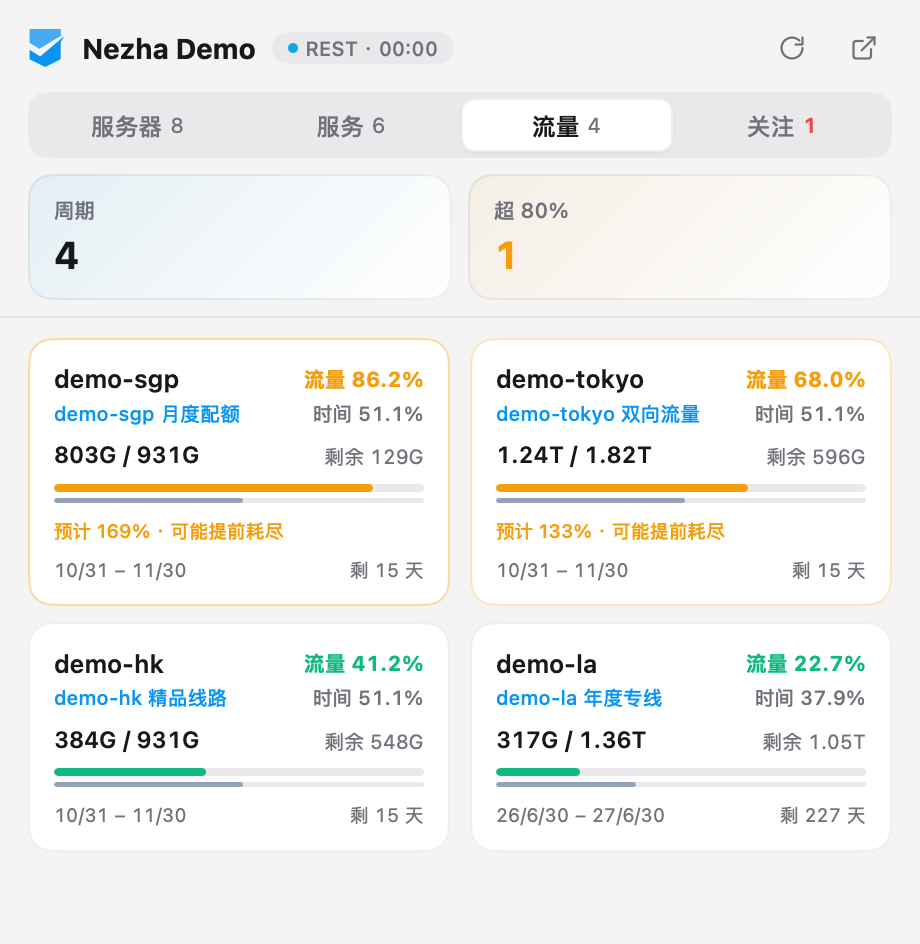 Nezha Demo
REST · 00:00
服务器 8
服务 6
流量 4
关注 1
周期
4
超 80%
1
demo-sgp
流量 86.2%
demo-sgp 月度配额
时间 51.1%
803G / 931G
剩余 129G
预计 169% · 可能提前耗尽
10/31 – 11/30
剩 15 天
demo-tokyo
流量 68.0%
demo-tokyo 双向流量
时间 51.1%
1.24T / 1.82T
剩余 596G
预计 133% · 可能提前耗尽
10/31 – 11/30
剩 15 天
demo-hk
流量 41.2%
demo-hk 精品线路
时间 51.1%
384G / 931G
剩余 548G
10/31 – 11/30
剩 15 天
demo-la
流量 22.7%
demo-la 年度专线
时间 37.9%
317G / 1.36T
剩余 1.05T
26/6/30 – 27/6/30
剩 227 天